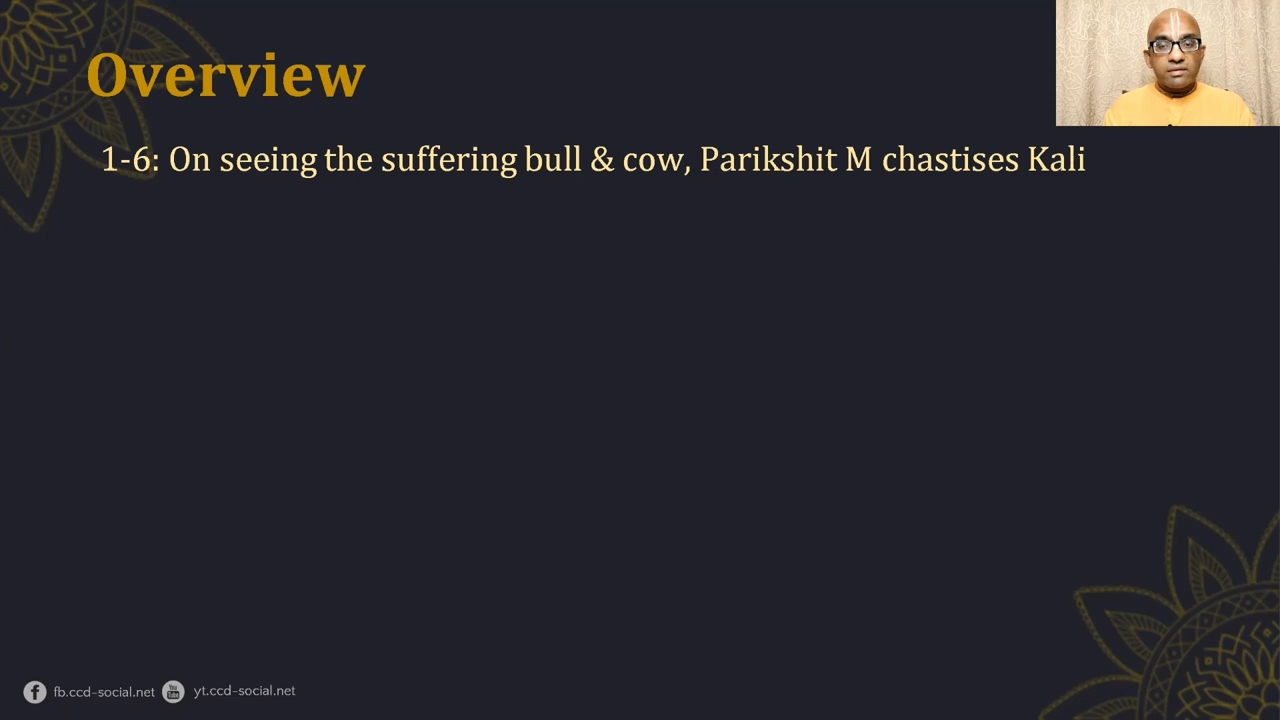 Overview
1-6: On seeing the suffering bull & cow, Parikshit M chastises Kali
fb.ccd-social.net yt.ccd-social.net